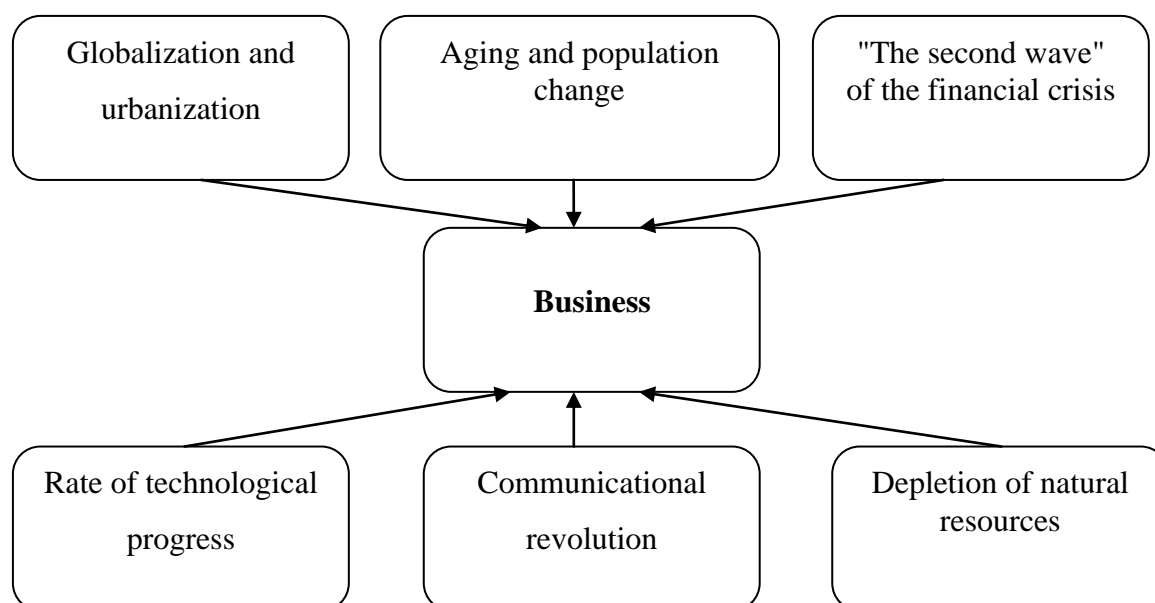 Globalization and
urbanization
Aging and population
change
"The second wave"
of the financial crisis
Business
Rate of technological
progress
Communicational
revolution
Depletion of natural
resources